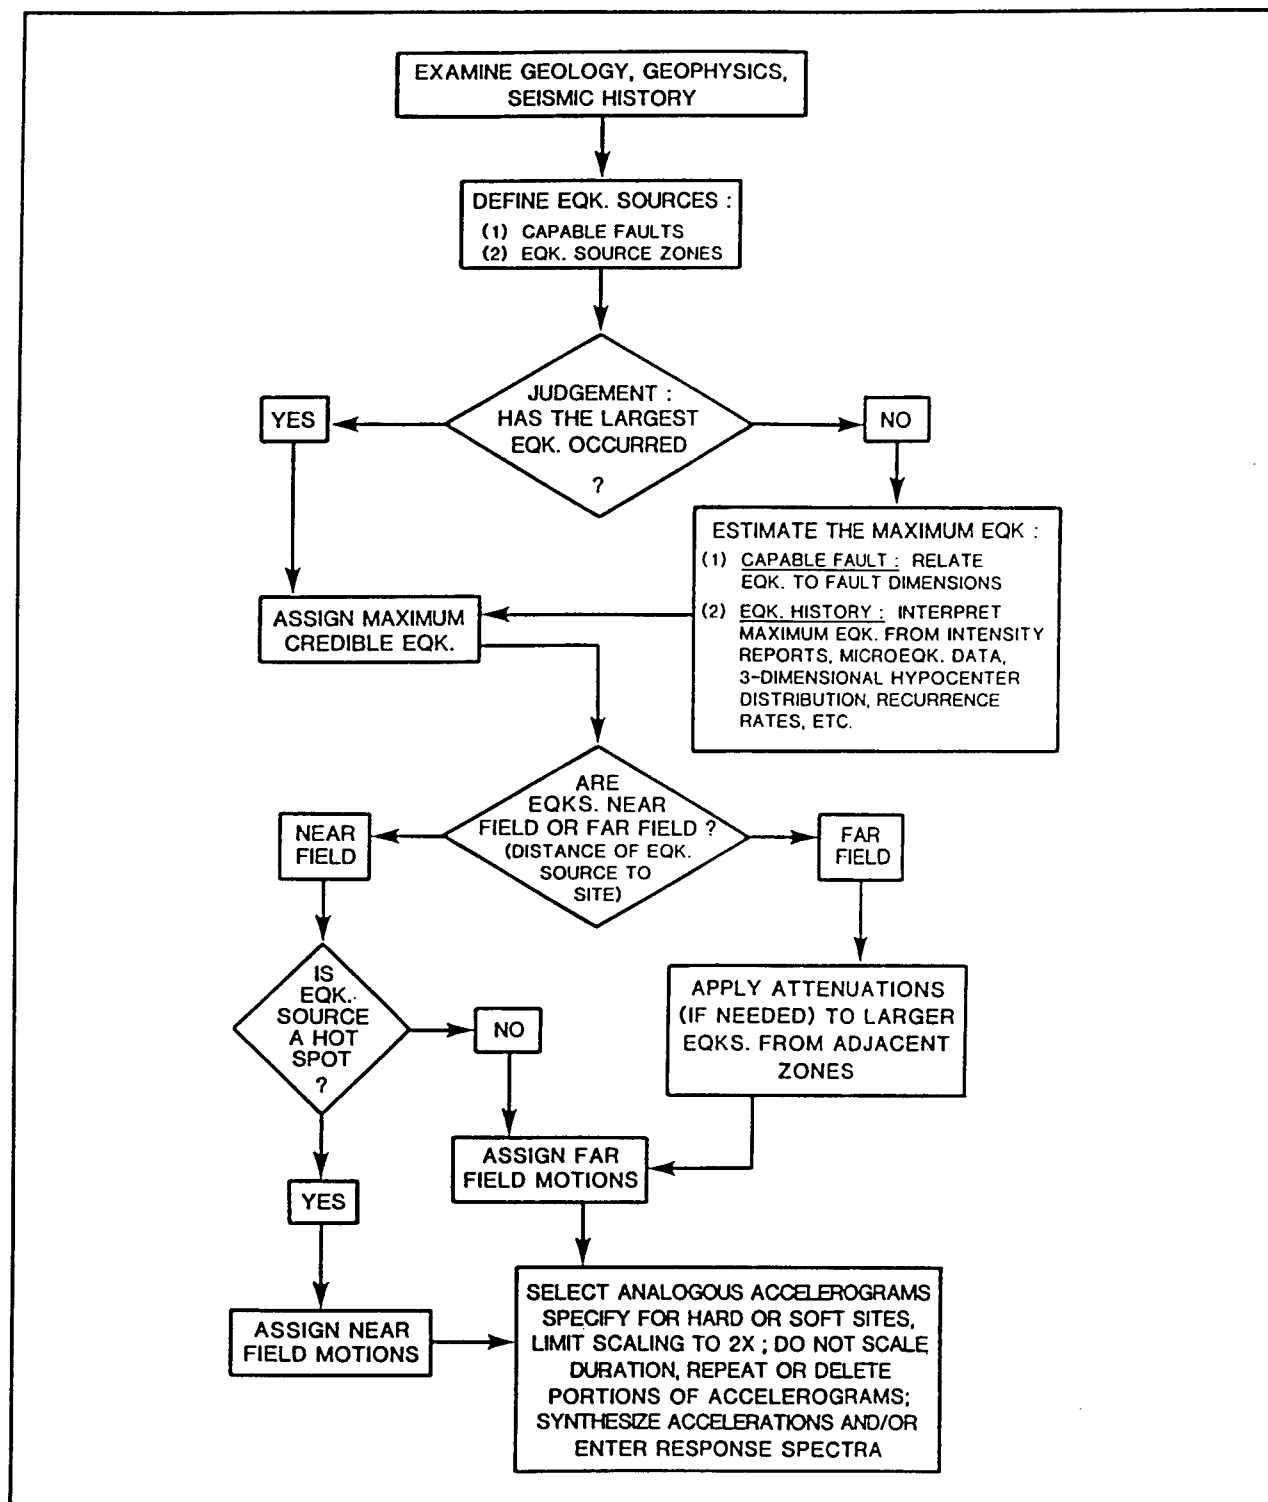 EXAMINE GEOLOGY, GEOPHYSICS,
SEISMIC HISTORY
DEFINE EQK. SOURCES :
(1) CAPABLE FAULTS
(2) EQK. SOURCE ZONES
JUDGEMENT :
HAS THE LARGEST
EQK. OCCURRED
?
YES
NO
ESTIMATE THE MAXIMUM EQK :
(1) CAPABLE FAULT : RELATE
EQK. TO FAULT DIMENSIONS
(2) EQK. HISTORY : INTERPRET
MAXIMUM EQK. FROM INTENSITY
REPORTS, MICROEQK. DATA,
3-DIMENSIONAL HYPOCENTER
DISTRIBUTION, RECURRENCE
RATES, ETC.
ASSIGN MAXIMUM
CREDIBLE EQK.
ARE
EQKS. NEAR
FIELD OR FAR FIELD ?
(DISTANCE OF EQK.
SOURCE TO
SITE)
NEAR
FIELD
FAR
FIELD
IS
EQK.
SOURCE
A HOT
SPOT
?
NO
APPLY ATTENUATIONS
(IF NEEDED) TO LARGER
EQKS. FROM ADJACENT
ZONES
ASSIGN FAR
FIELD MOTIONS
YES
ASSIGN NEAR
FIELD MOTIONS
SELECT ANALOGOUS ACCELEROGRAMS
SPECIFY FOR HARD OR SOFT SITES,
LIMIT SCALING TO 2X ; DO NOT SCALE
DURATION, REPEAT OR DELETE
PORTIONS OF ACCELEROGRAMS;
SYNTHESIZE ACCELERATIONS AND/OR
ENTER RESPONSE SPECTRA